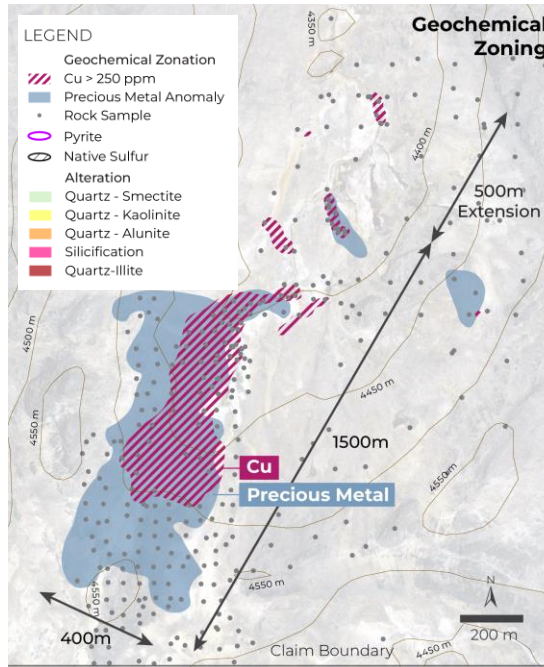 Geochemical
Zoning
LEGEND
Geochemical Zonation
Cu > 250 ppm
Precious Metal Anomaly
Rock Sample
Pyrite
Native Sulfur
Alteration
Quartz - Smectite
Quartz - Kaolinite
Quartz - Alunite
Silicification
Quartz-Illite
4350 m
4400 m
500m
Extension
4500 m
4550 m
4450 m
1500m
Cu
Precious Metal
4550 m
4550 m
4550 m
400m
N
200 m
Claim Boundary
4450 m